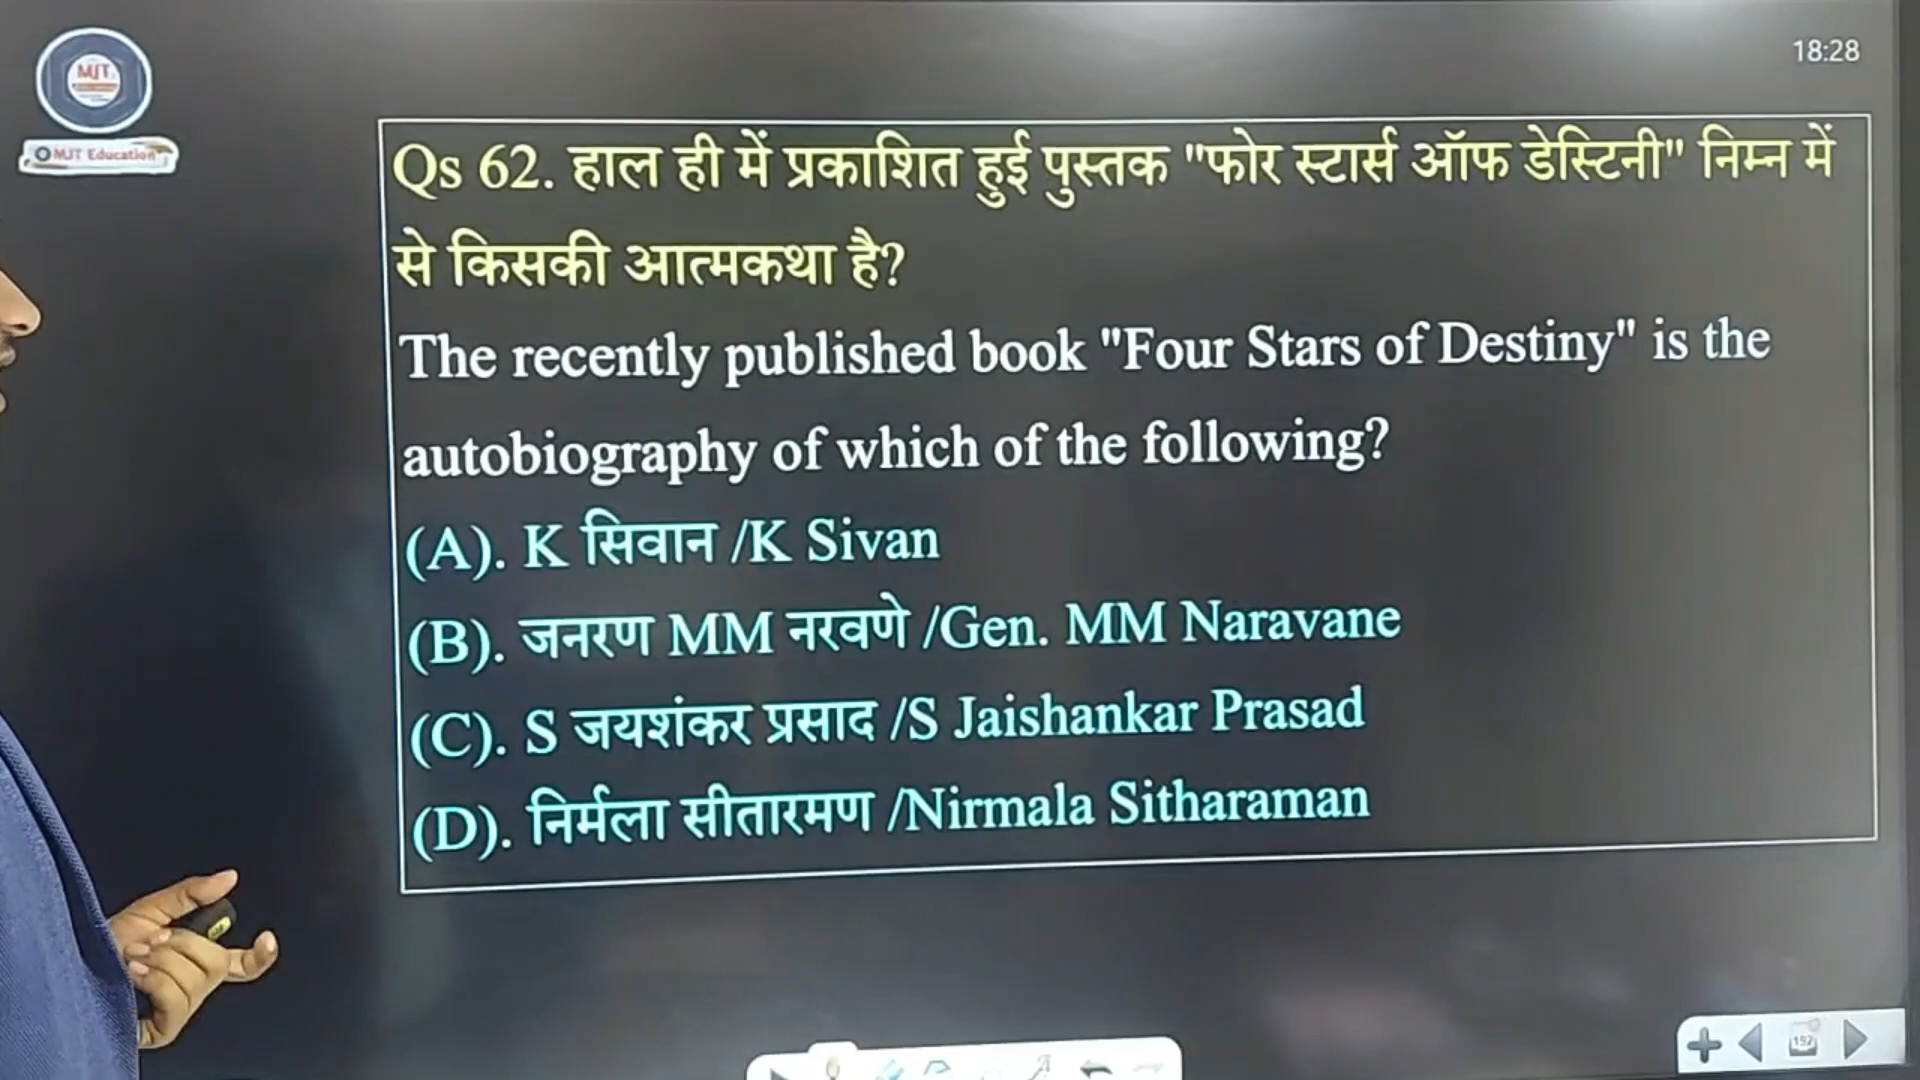 18:28
MJT
MJT Education
Qs 62. हाल ही में प्रकाशित हुई पुस्तक "फोर स्टार्स ऑफ डेस्टिनी" निम्न में
से किसकी आत्मकथा है?
The recently published book "Four Stars of Destiny" is the
autobiography of which of the following?
(A). K सिवान /K Sivan
(B). जनरण MM नरवणे /Gen. MM Naravane
(C). S जयशंकर प्रसाद /S Jaishankar Prasad
(D). निर्मला सीतारमण /Nirmala Sitharaman
192